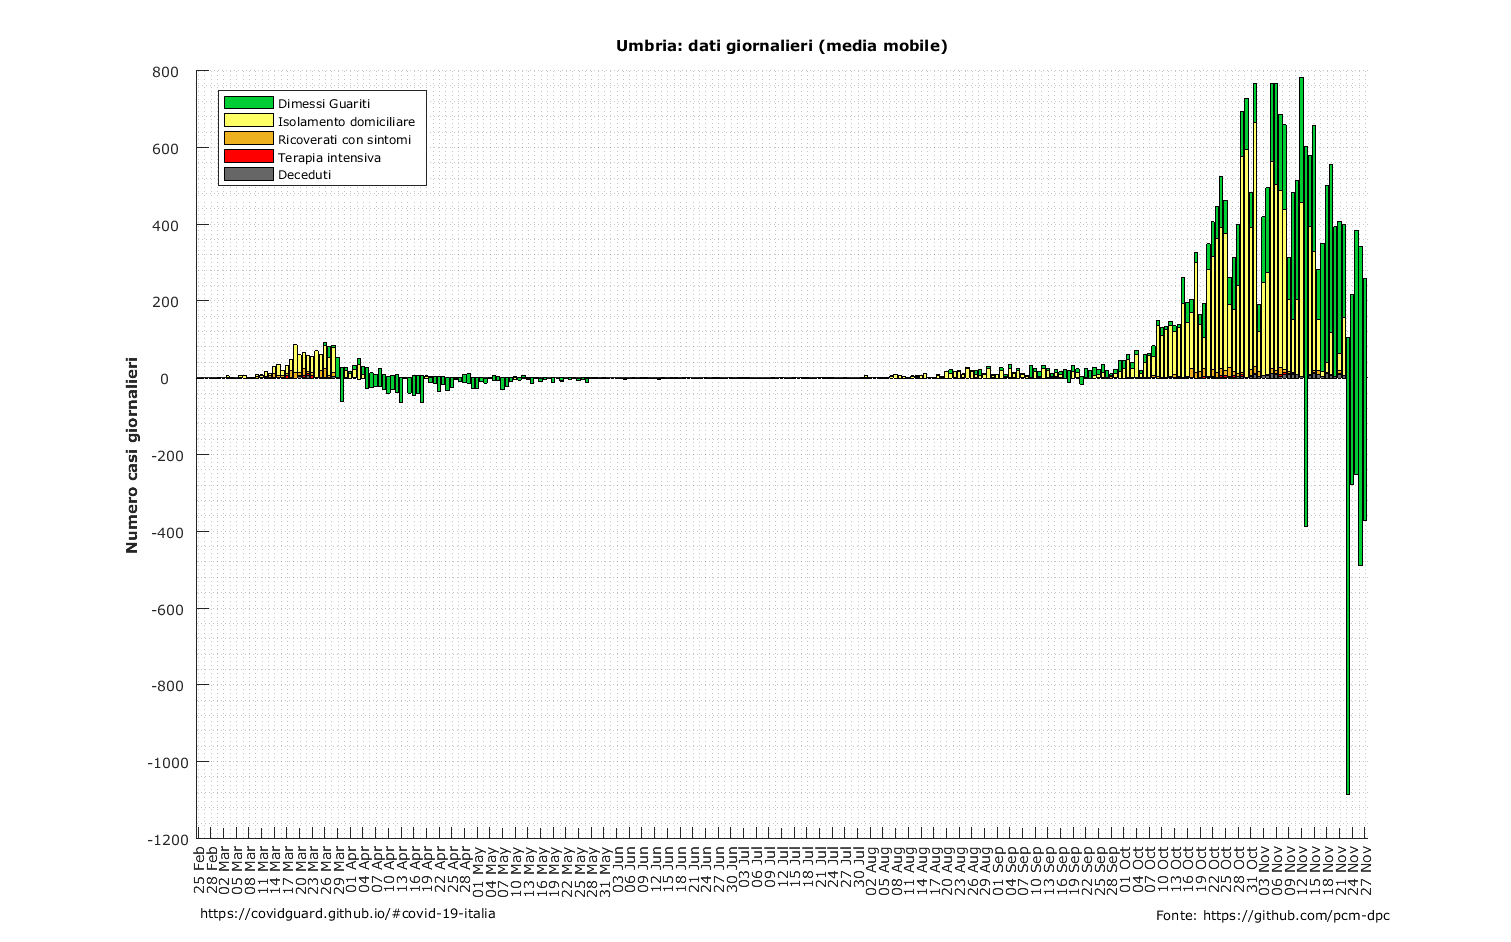 Umbria: dati giornalieri (media mobile)
800
600
400
200
0
-200
-400
-600
-800
-1000
-1200
Numero casi giornalieri
Dimessi Guariti
Isolamento domiciliare
Ricoverati con sintomi
Terapia intensiva
Deceduti
25 Feb
28 Feb
02 Mar
05 Mar
08 Mar
11 Mar
14 Mar
17 Mar
20 Mar
23 Mar
26 Mar
29 Mar
01 Apr
04 Apr
07 Apr
10 Apr
13 Apr
16 Apr
19 Apr
22 Apr
25 Apr
28 Apr
01 May
04 May
07 May
10 May
13 May
16 May
19 May
22 May
25 May
28 May
31 May
03 Jun
06 Jun
09 Jun
12 Jun
15 Jun
18 Jun
21 Jun
24 Jun
27 Jun
30 Jun
03 Jul
06 Jul
09 Jul
12 Jul
15 Jul
18 Jul
21 Jul
24 Jul
27 Jul
30 Jul
02 Aug
05 Aug
08 Aug
11 Aug
14 Aug
17 Aug
20 Aug
23 Aug
26 Aug
29 Aug
01 Sep
04 Sep
07 Sep
10 Sep
13 Sep
16 Sep
19 Sep
22 Sep
25 Sep
28 Sep
01 Oct
04 Oct
07 Oct
10 Oct
13 Oct
16 Oct
19 Oct
22 Oct
25 Oct
28 Oct
31 Oct
03 Nov
06 Nov
09 Nov
12 Nov
15 Nov
18 Nov
21 Nov
24 Nov
27 Nov
https://covidguard.github.io/#covid-19-italia
Fonte: https://github.com/pcm-dpc